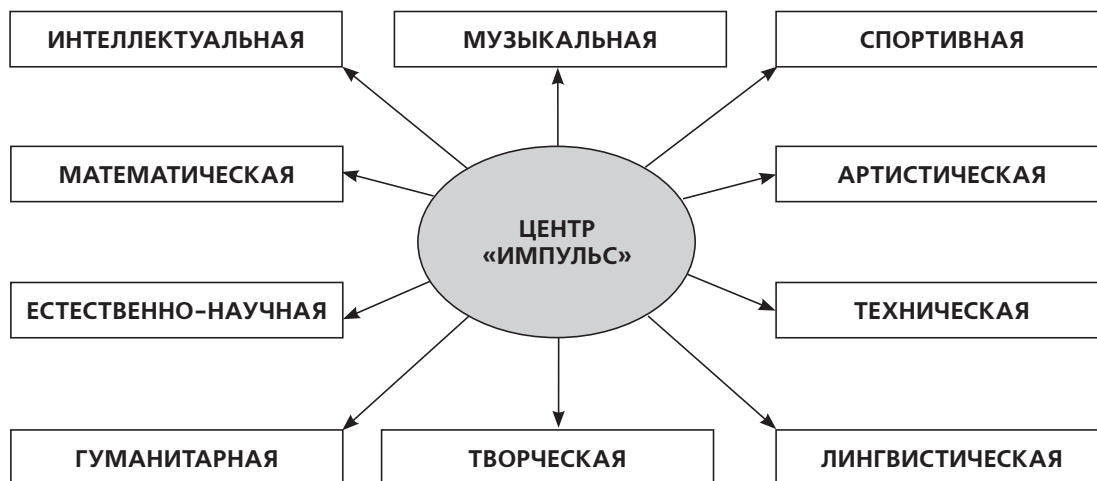 ИНТЕЛЛЕКТУАЛЬНАЯ
МУЗЫКАЛЬНАЯ
СПОРТИВНАЯ
МАТЕМАТИЧЕСКАЯ
АРТИСТИЧЕСКАЯ
ЦЕНТР
«ИМПУЛЬС»
ЕСТЕСТВЕННО-НАУЧНАЯ
ТЕХНИЧЕСКАЯ
ГУМАНИТАРНАЯ
ТВОРЧЕСКАЯ
ЛИНГВИСТИЧЕСКАЯ